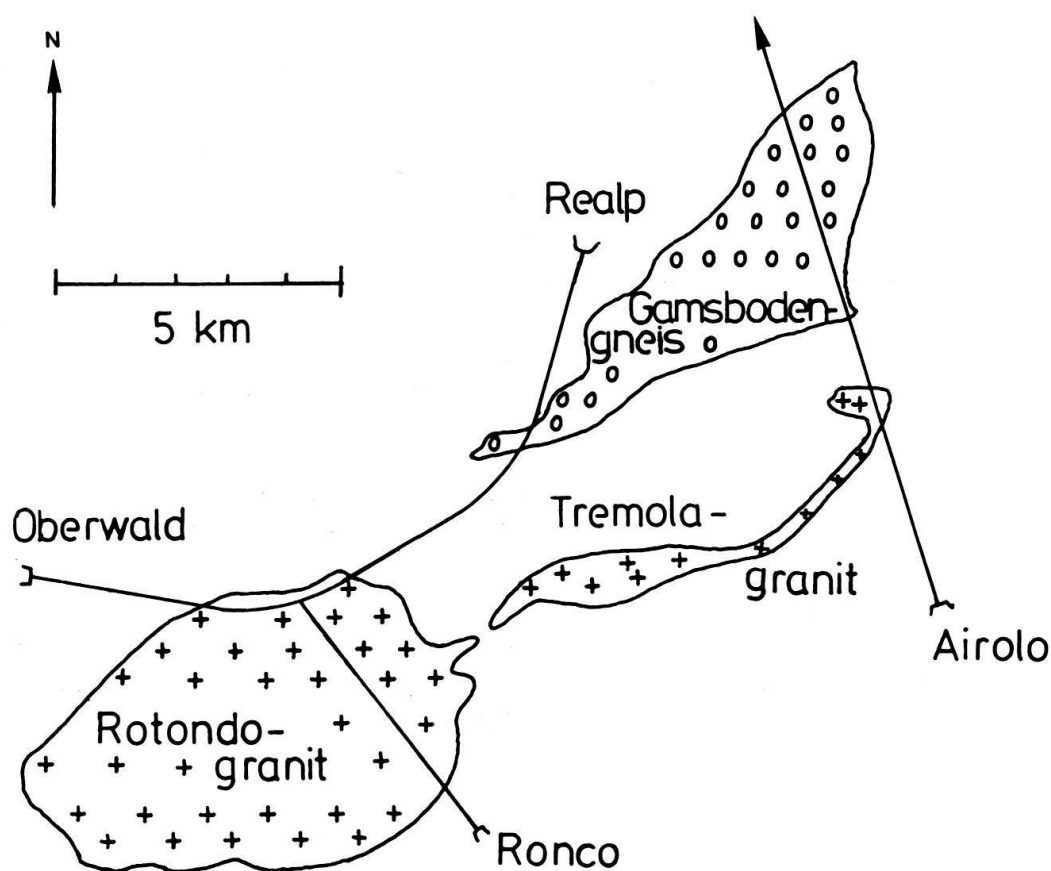 N
5 km
Realp
Gamsboden-
gneis
Oberwald
Tremola-
granit
Airolo
Rotondo-
granit
Ronco